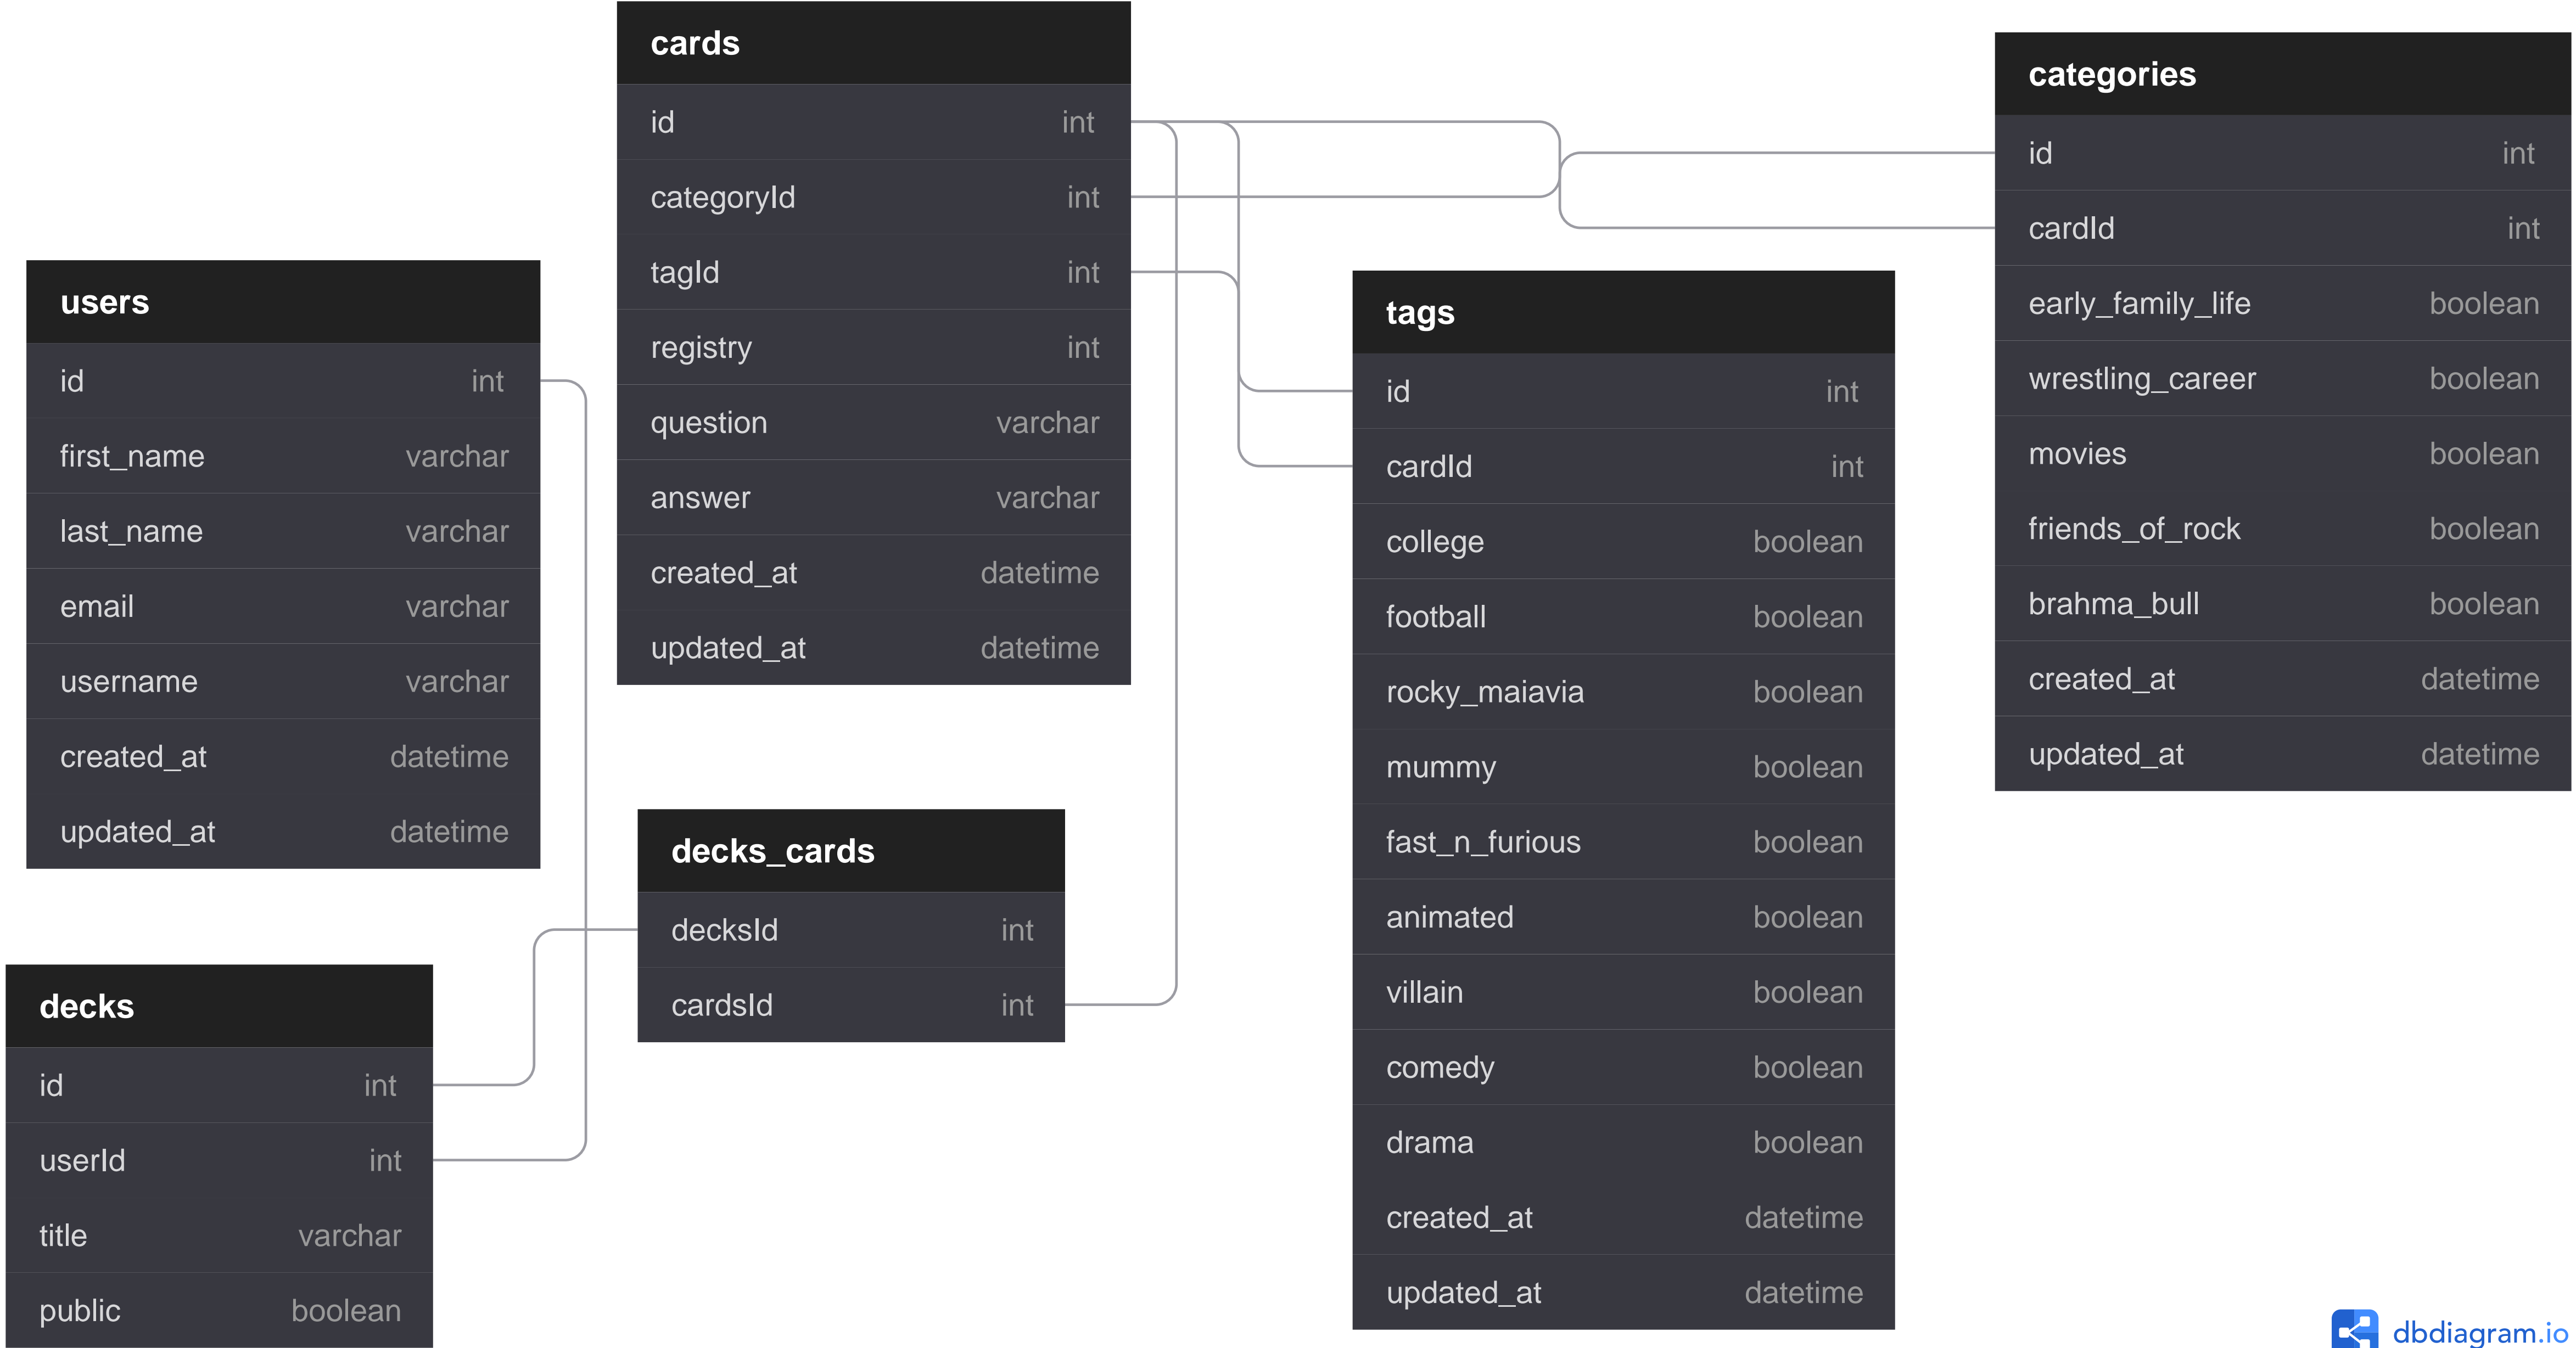 cards
id int
categoryId int
tagId int
registry int
question varchar
answer varchar
created_at datetime
updated_at datetime
categories
id int
cardId int
early_family_life boolean
wrestling_career boolean
movies boolean
friends_of_rock boolean
brahma_bull boolean
created_at datetime
updated_at datetime
users
id int
first_name varchar
last_name varchar
email varchar
username varchar
created_at datetime
updated_at datetime
tags
id int
cardId int
college boolean
football boolean
rocky_maiavia boolean
mummy boolean
fast_n_furious boolean
animated boolean
villain boolean
comedy boolean
drama boolean
created_at datetime
updated_at datetime
decks_cards
decksId int
cardsId int
decks
id int
userId int
title varchar
public boolean
dbdiagram.io